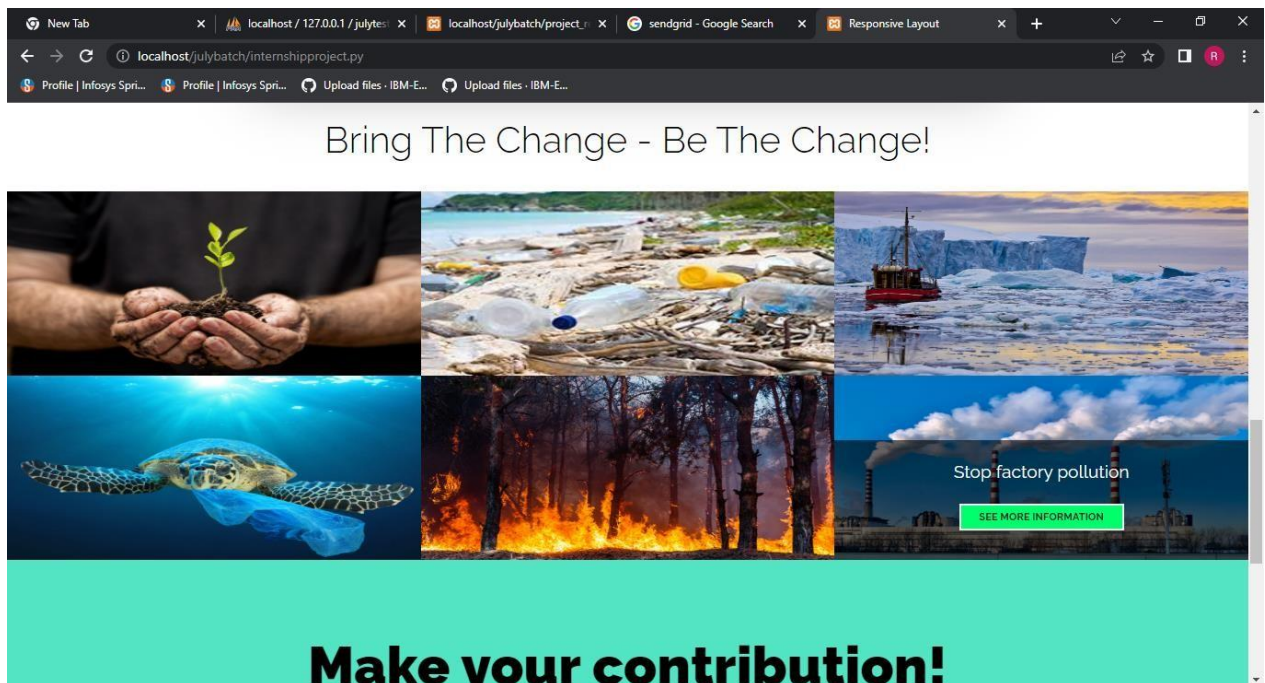 New Tab
localhost / 127.0.0.1 / julytest
localhost/julybatch/project_r
sendgrid - Google Search
Responsive Layout
localhost/julybatch/internshipproject.py
R
Profile | Infosys Spri...
Profile | Infosys Spri...
Upload files · IBM-E...
Upload files · IBM-E...
Bring The Change - Be The Change!
Stop factory pollution
SEE MORE INFORMATION
Make your contribution!